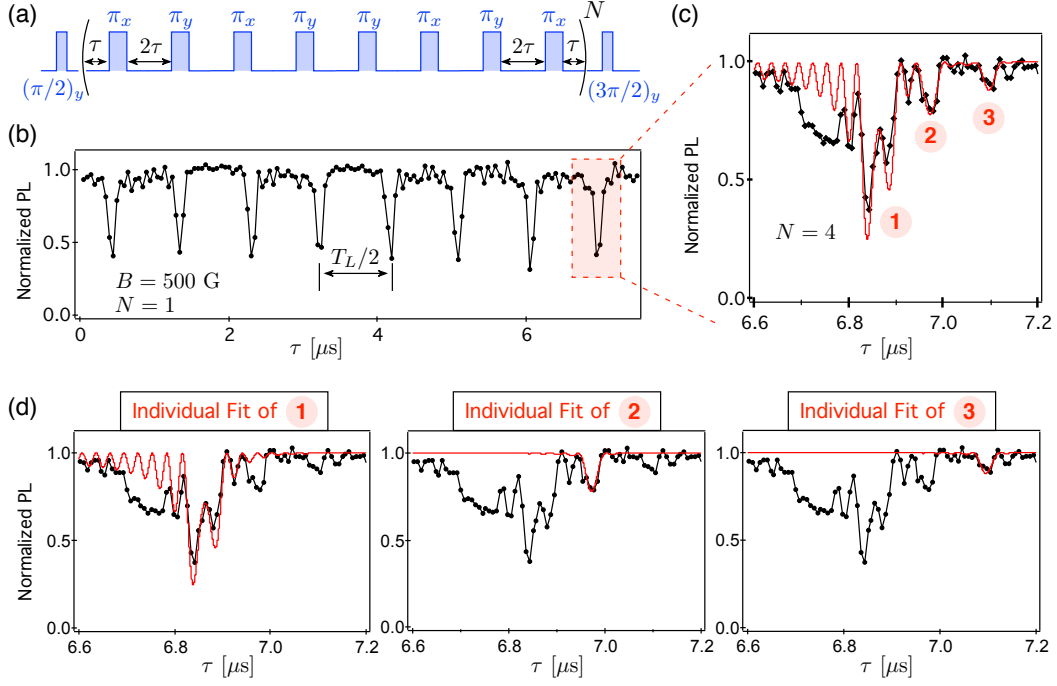 (a)
πx πy πx πy πx πy πy πx N
τ 2τ 2τ τ
(π/2)y (3π/2)y
(b)
Normalized PL
1.0
0.5
0.0
TL/2
B = 500 G
N = 1
0 2 4 6
τ [μs]
(c)
Normalized PL
1.0
0.5
0.0
1
2
3
N = 4
6.6 6.8 7.0 7.2
τ [μs]
(d)
Individual Fit of 1
Normalized PL
1.0
0.5
0.0
6.6 6.8 7.0 7.2
τ [μs]
Individual Fit of 2
1.0
0.5
0.0
6.6 6.8 7.0 7.2
τ [μs]
Individual Fit of 3
1.0
0.5
0.0
6.6 6.8 7.0 7.2
τ [μs]